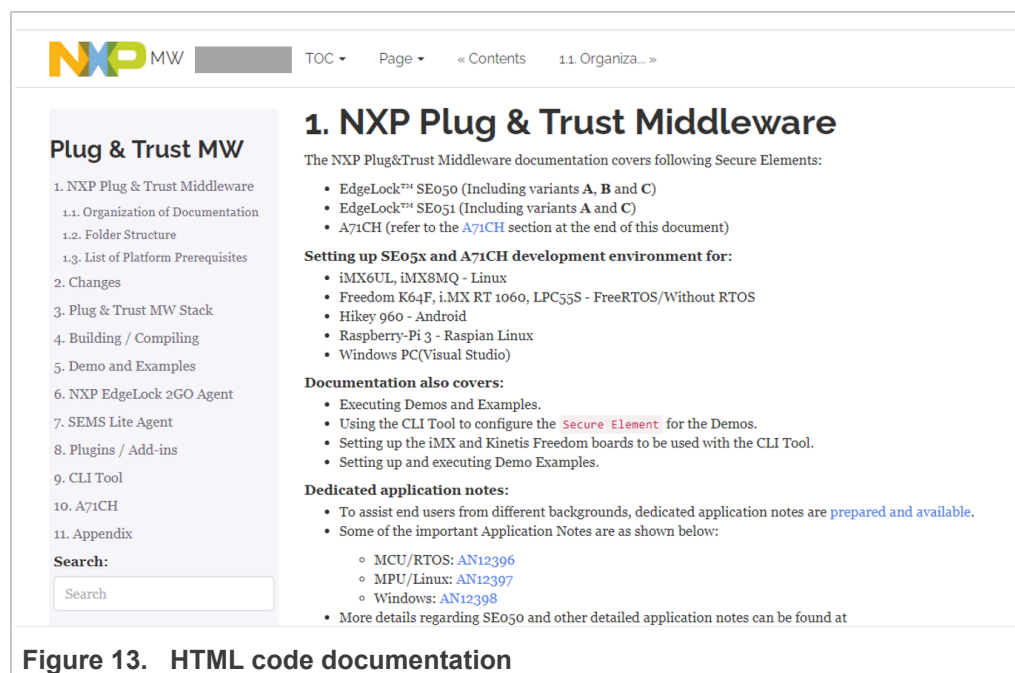 NXP MW TOC Page « Contents 1.1. Organiza... »
Plug & Trust MW
1. NXP Plug & Trust Middleware
1.1. Organization of Documentation
1.2. Folder Structure
1.3. List of Platform Prerequisites
2. Changes
3. Plug & Trust MW Stack
4. Building / Compiling
5. Demo and Examples
6. NXP EdgeLock 2GO Agent
7. SEMS Lite Agent
8. Plugins / Add-ins
9. CLI Tool
10. A71CH
11. Appendix
Search:
Search
1. NXP Plug & Trust Middleware
The NXP Plug&Trust Middleware documentation covers following Secure Elements:
• EdgeLock™ SE050 (Including variants A, B and C)
• EdgeLock™ SE051 (Including variants A and C)
• A71CH (refer to the A71CH section at the end of this document)
Setting up SE05x and A71CH development environment for:
• iMX6UL, iMX8MQ - Linux
• Freedom K64F, i.MX RT 1060, LPC55S - FreeRTOS/Without RTOS
• Hikey 960 - Android
• Raspberry-Pi 3 - Raspian Linux
• Windows PC(Visual Studio)
Documentation also covers:
• Executing Demos and Examples.
• Using the CLI Tool to configure the Secure Element for the Demos.
• Setting up the iMX and Kinetis Freedom boards to be used with the CLI Tool.
• Setting up and executing Demo Examples.
Dedicated application notes:
• To assist end users from different backgrounds, dedicated application notes are prepared and available.
• Some of the important Application Notes are as shown below:
◦ MCU/RTOS: AN12396
◦ MPU/Linux: AN12397
◦ Windows: AN12398
• More details regarding SE050 and other detailed application notes can be found at
Figure 13. HTML code documentation